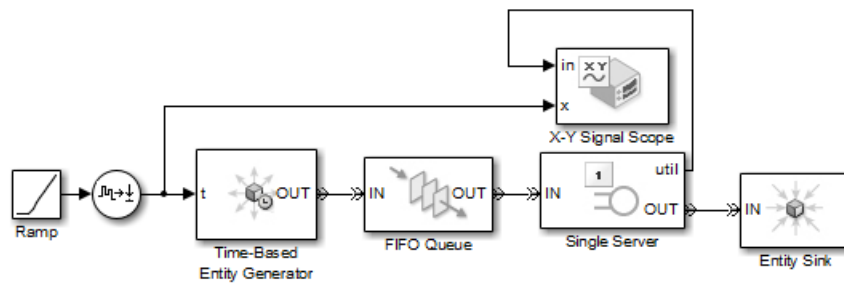 in
X Y
x
X-Y Signal Scope
t
OUT
IN
OUT
IN
1
util
OUT
IN
Ramp
Time-Based
Entity Generator
FIFO Queue
Single Server
Entity Sink